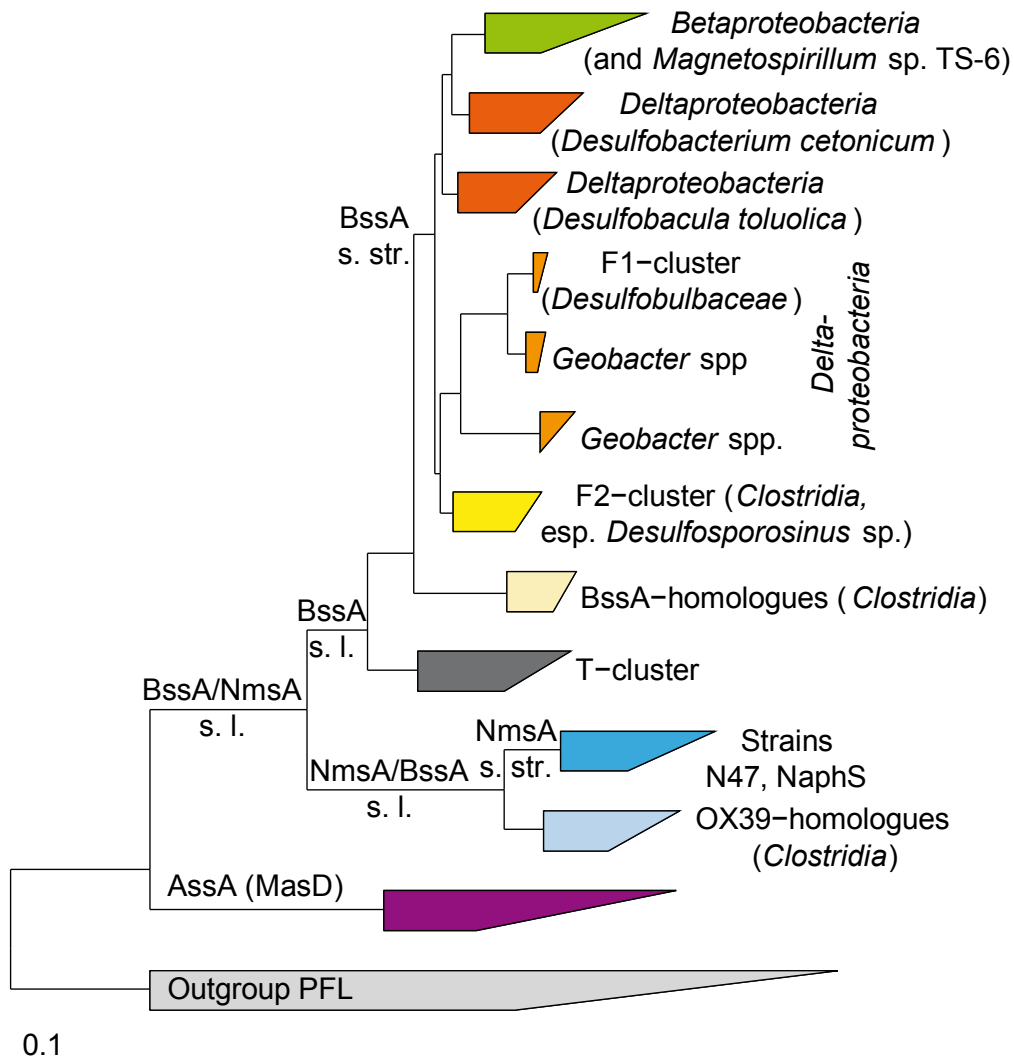 Betaproteobacteria
(and Magnetospirillum sp. TS-6)
Deltaproteobacteria
(Desulfobacterium cetonicum )
Deltaproteobacteria
(Desulfobacula toluolica )
BssA
s. str.
F1−cluster
(Desulfobulbaceae )
Geobacter spp
Delta-
proteobacteria
Geobacter spp.
F2−cluster (Clostridia,
esp. Desulfosporosinus sp.)
BssA−homologues ( Clostridia)
BssA
s. l.
T−cluster
BssA/NmsA
s. l.
NmsA
s. str.
Strains
N47, NaphS
NmsA/BssA
s. l.
OX39−homologues
(Clostridia)
AssA (MasD)
Outgroup PFL
0.1